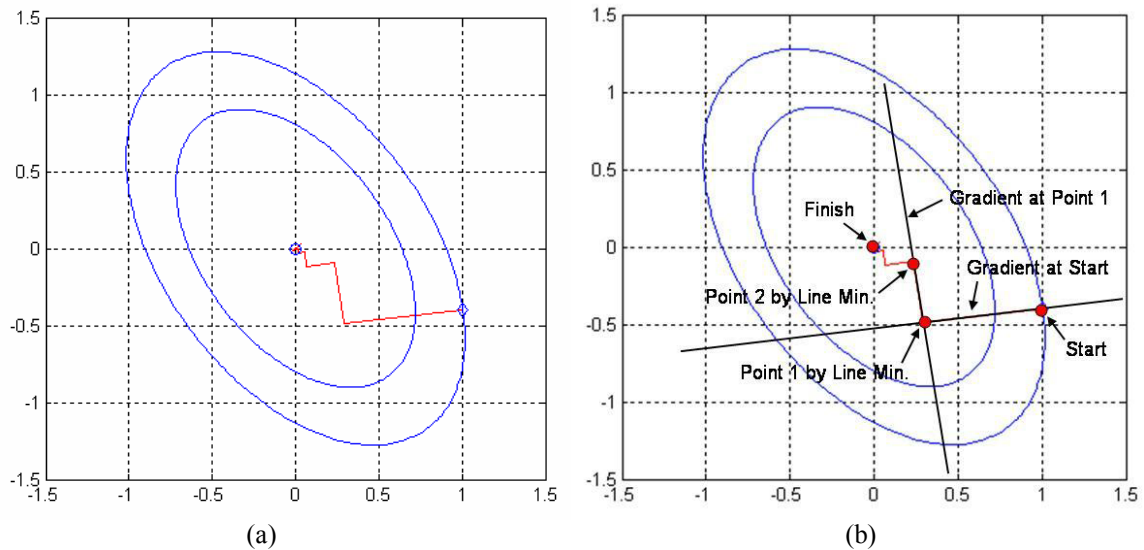 1.5
1
0.5
0
-0.5
-1
-1.5
-1.5 -1 -0.5 0 0.5 1 1.5
(a)
1.5
1
0.5
0
-0.5
-1
-1.5
Gradient at Point 1
Finish
Gradient at Start
Point 2 by Line Min.
Start
Point 1 by Line Min.
-1.5 -1 -0.5 0 0.5 1 1.5
(b)